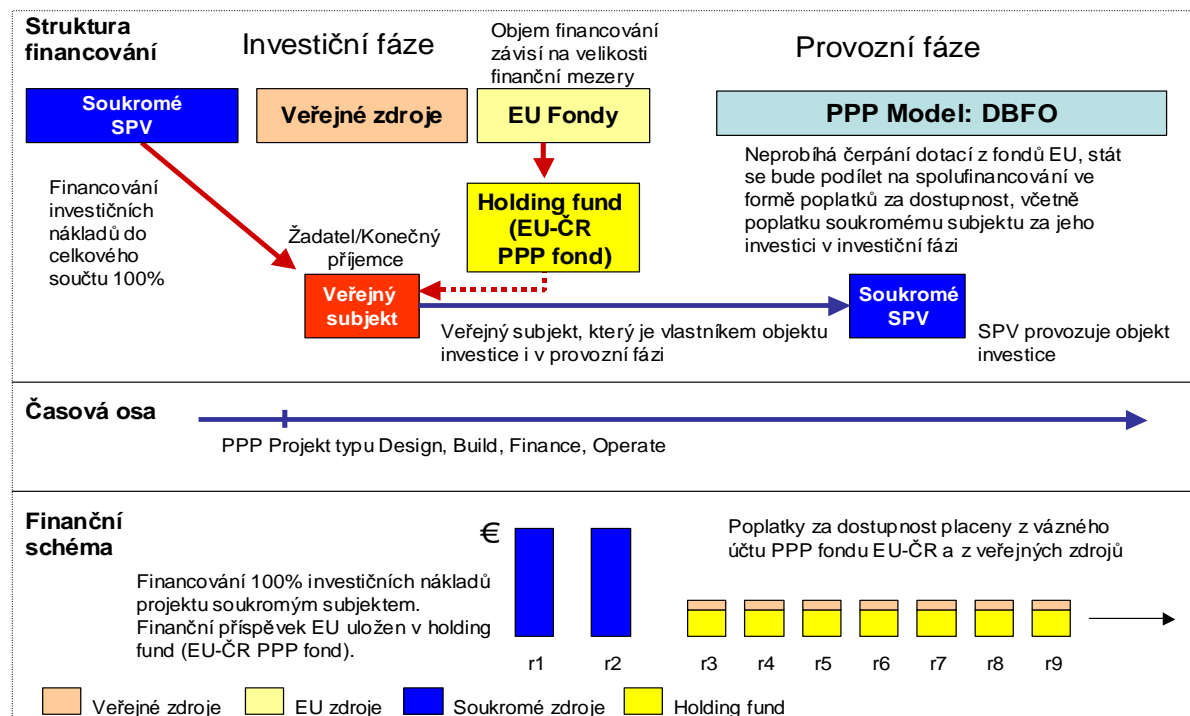 Struktura
financování
Investiční fáze
Objem financování
závisí na velikosti
finanční mezery
Provozní fáze
Soukromé
SPV
Veřejné zdroje
EU Fondy
PPP Model: DBFO
Financování
investičních
nákladů do
celkového
součtu 100%
Holding fund
(EU-ČR
PPP fond)
Neprobíhá čerpání dotací z fondů EU, stát
se bude podílet na spolufinancování ve
formě poplatků za dostupnost, včetně
poplatku soukromému subjektu za jeho
investici v investiční fázi
Žadatel/Konečný
příjemce
Veřejný
subjekt
Soukromé
SPV
Veřejný subjekt, který je vlastníkem objektu
investice i v provozní fázi
SPV provozuje objekt
investice
Časová osa
PPP Projekt typu Design, Build, Finance, Operate
Finanční
schéma
€
Poplatky za dostupnost placeny z vázného
účtu PPP fondu EU-ČR a z veřejných zdrojů
Financování 100% investičních nákladů
projektu soukromým subjektem.
Finanční příspěvek EU uložen v holding
fund (EU-ČR PPP fond).
r1 r2 r3 r4 r5 r6 r7 r8 r9
Veřejné zdroje EU zdroje Soukromé zdroje Holding fund